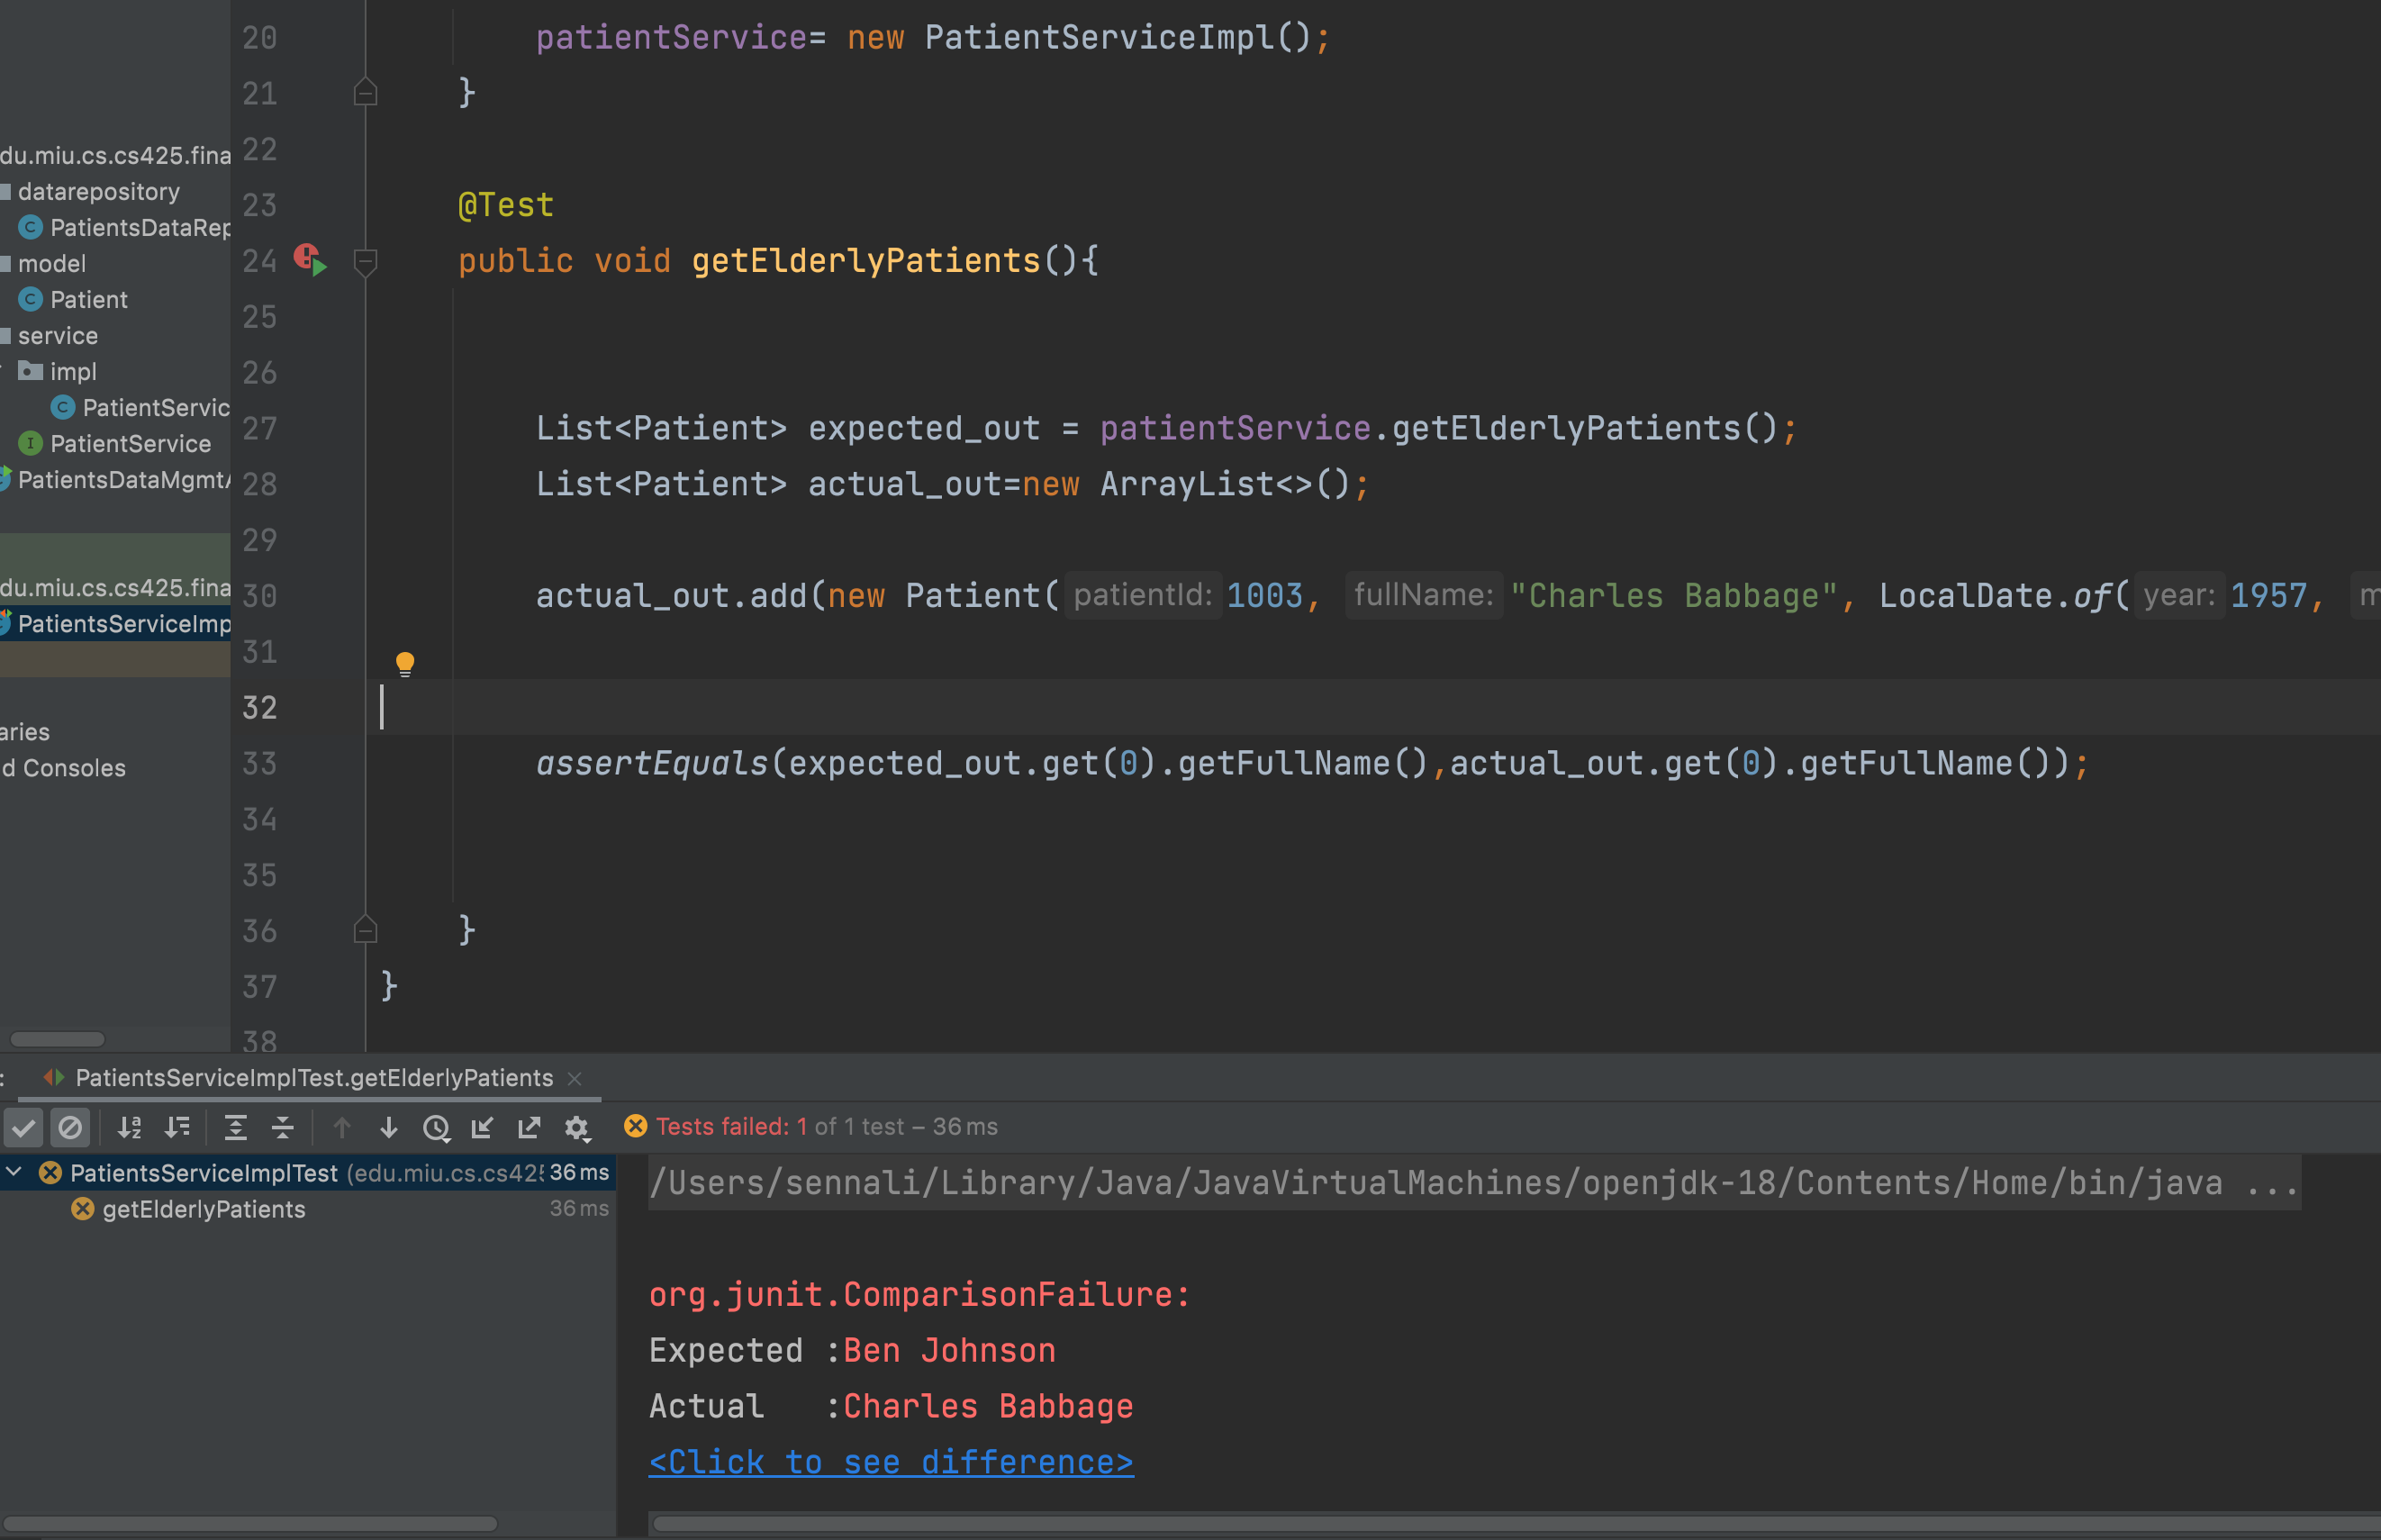 20 patientService= new PatientServiceImpl();
21 }
22
23 @Test
24 public void getElderlyPatients(){
25
26
27 List<Patient> expected_out = patientService.getElderlyPatients();
28 List<Patient> actual_out=new ArrayList<>();
29
30 actual_out.add(new Patient( patientId: 1003, fullName: "Charles Babbage", LocalDate.of( year: 1957, m
31
32
33 assertEquals(expected_out.get(0).getFullName(),actual_out.get(0).getFullName());
34
35
36 }
37 }
38
du.miu.cs.cs425.fina
datarepository
PatientsDataRep
model
Patient
service
impl
PatientServic
PatientService
PatientsDataMgmtA
du.miu.cs.cs425.fina
PatientsServiceImp
aries
d Consoles
: PatientsServiceImplTest.getElderlyPatients
Tests failed: 1 of 1 test – 36 ms
PatientsServiceImplTest (edu.miu.cs.cs425 36 ms
getElderlyPatients 36 ms
/Users/sennali/Library/Java/JavaVirtualMachines/openjdk-18/Contents/Home/bin/java ...
org.junit.ComparisonFailure:
Expected :Ben Johnson
Actual   :Charles Babbage
<Click to see difference>